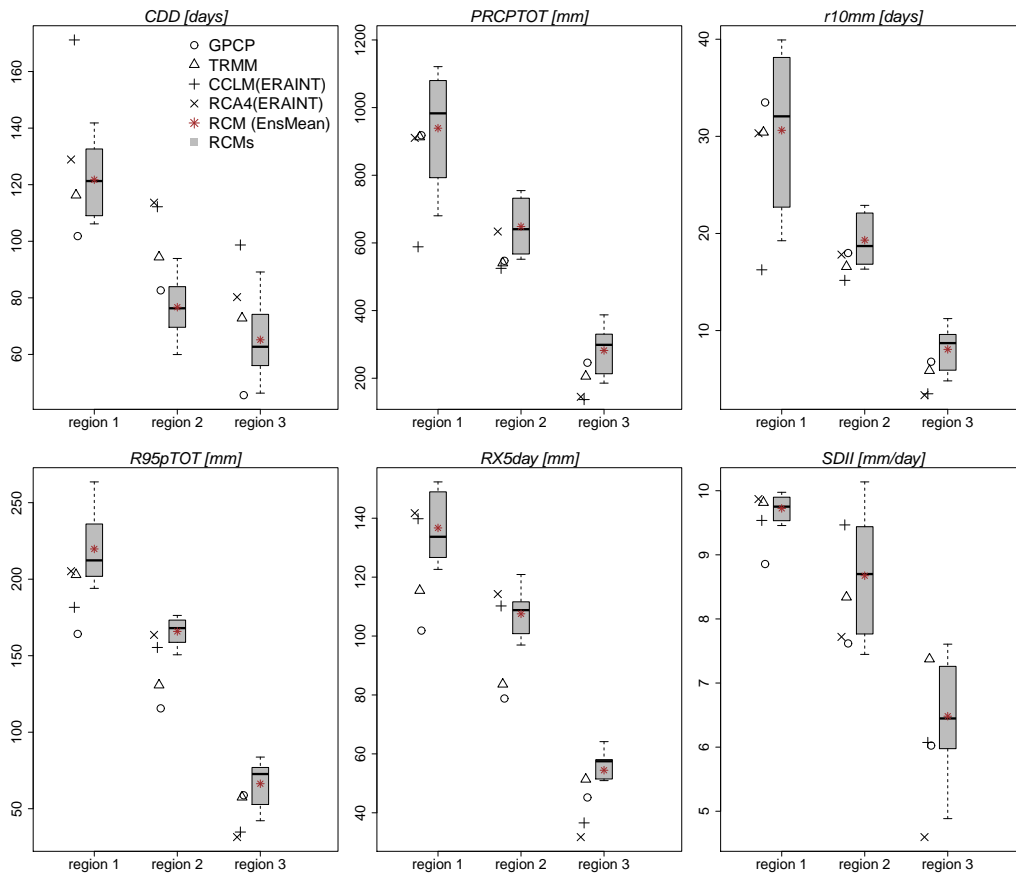 CDD [days]
160
140
120
100
80
60
GPCP
TRMM
CCLM(ERAINT)
RCA4(ERAINT)
RCM (EnsMean)
RCMs
region 1 region 2 region 3
PRCPTOT [mm]
1200
1000
800
600
400
200
region 1 region 2 region 3
r10mm [days]
40
30
20
10
region 1 region 2 region 3
R95pTOT [mm]
250
200
150
100
50
region 1 region 2 region 3
RX5day [mm]
140
120
100
80
60
40
region 1 region 2 region 3
SDII [mm/day]
10
9
8
7
6
5
region 1 region 2 region 3